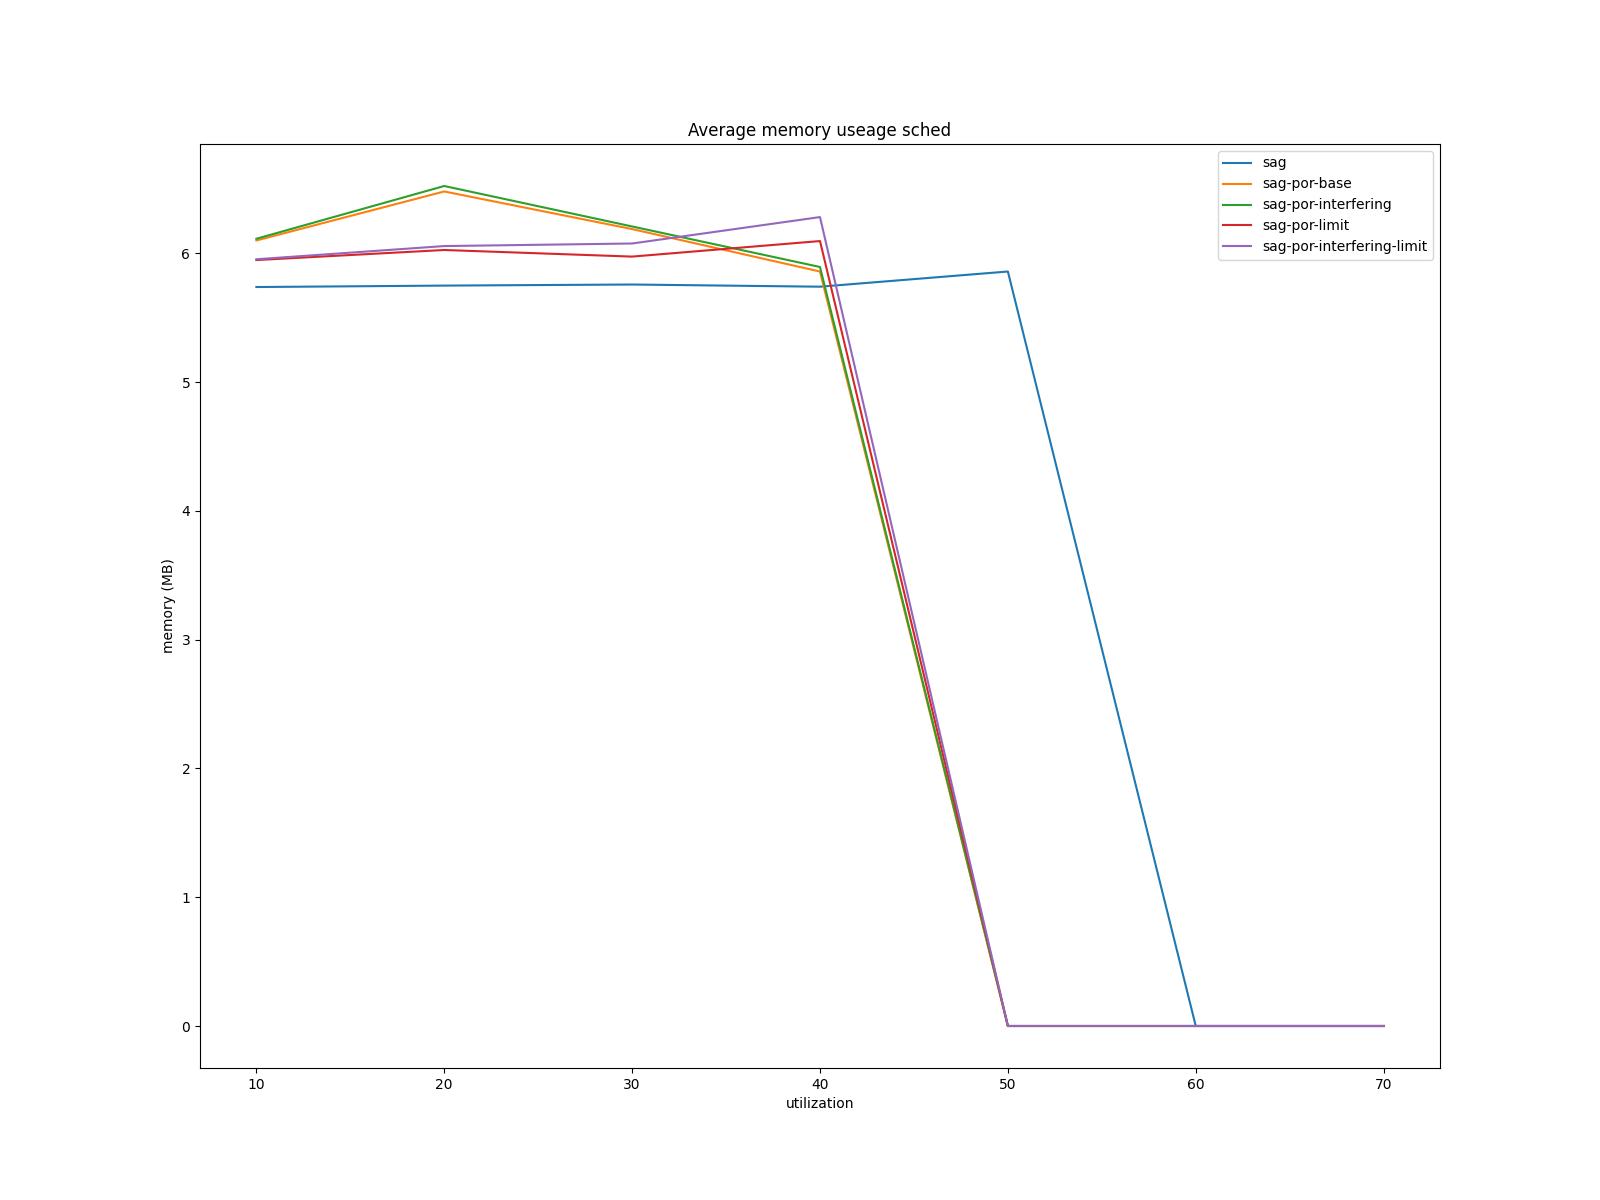 Average memory useage sched
sag
sag-por-base
sag-por-interfering
sag-por-limit
sag-por-interfering-limit
memory (MB)
6
5
4
3
2
1
0
10 20 30 40 50 60 70
utilization